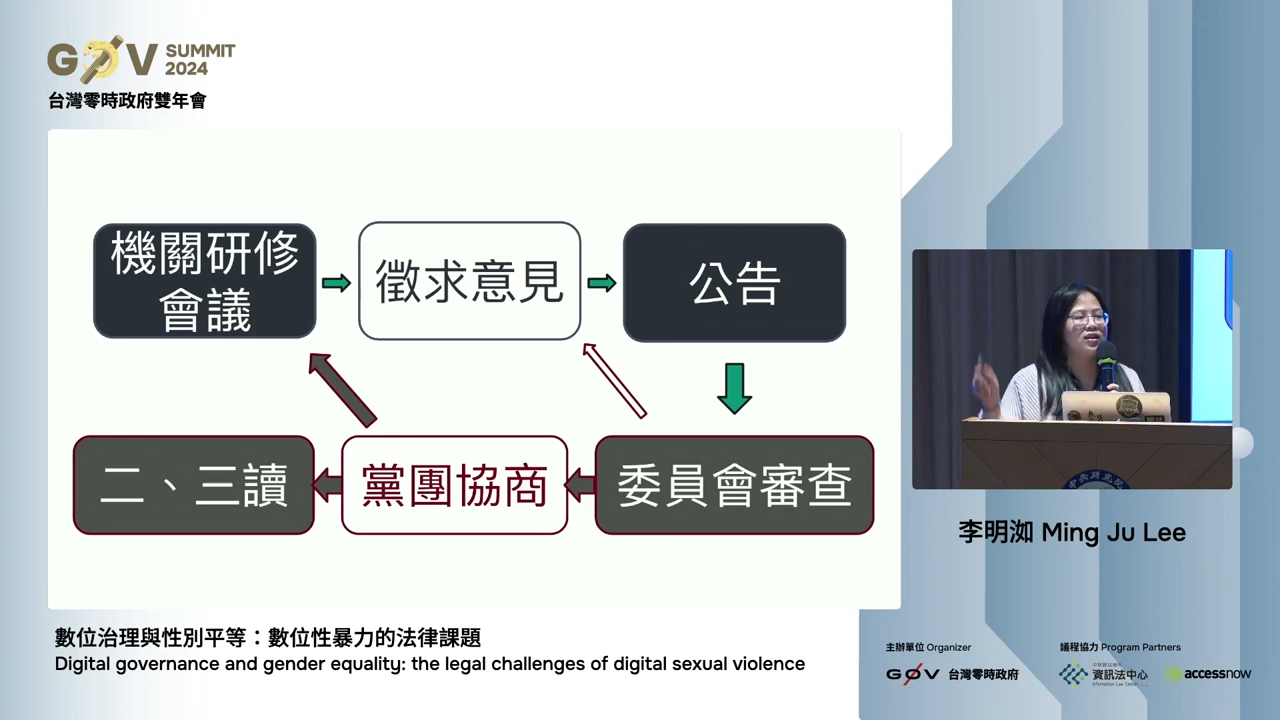 G0V SUMMIT 2024
台灣零時政府雙年會
機關研修
會議
徵求意見
公告
二、三讀
黨團協商
委員會審查
李明洳 Ming Ju Lee
數位治理與性別平等：數位性暴力的法律課題
Digital governance and gender equality: the legal challenges of digital sexual violence
主辦單位 Organizer
議程協力 Program Partners
G0V 台灣零時政府
資訊法中心
Information Law Center
accessnow